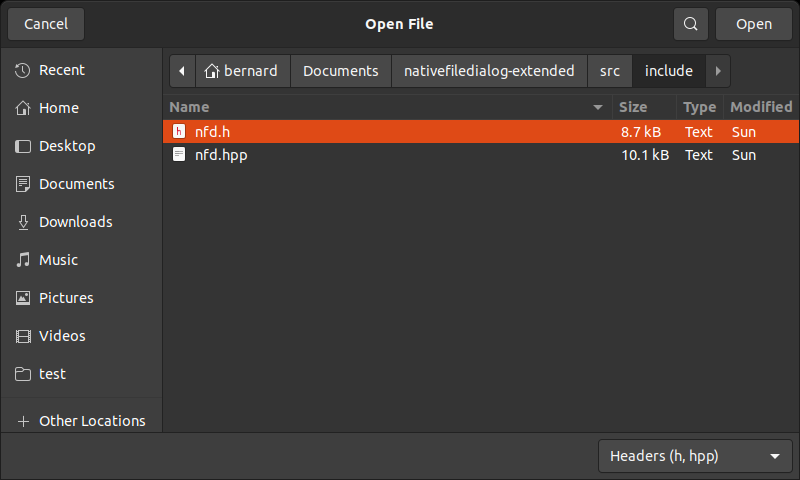 Cancel Open File Open
bernard Documents nativefiledialog-extended src include
Name Size Type Modified
h nfd.h 8.7 kB Text Sun
nfd.hpp 10.1 kB Text Sun
Recent
Home
Desktop
Documents
Downloads
Music
Pictures
Videos
test
Other Locations
Headers (h, hpp)